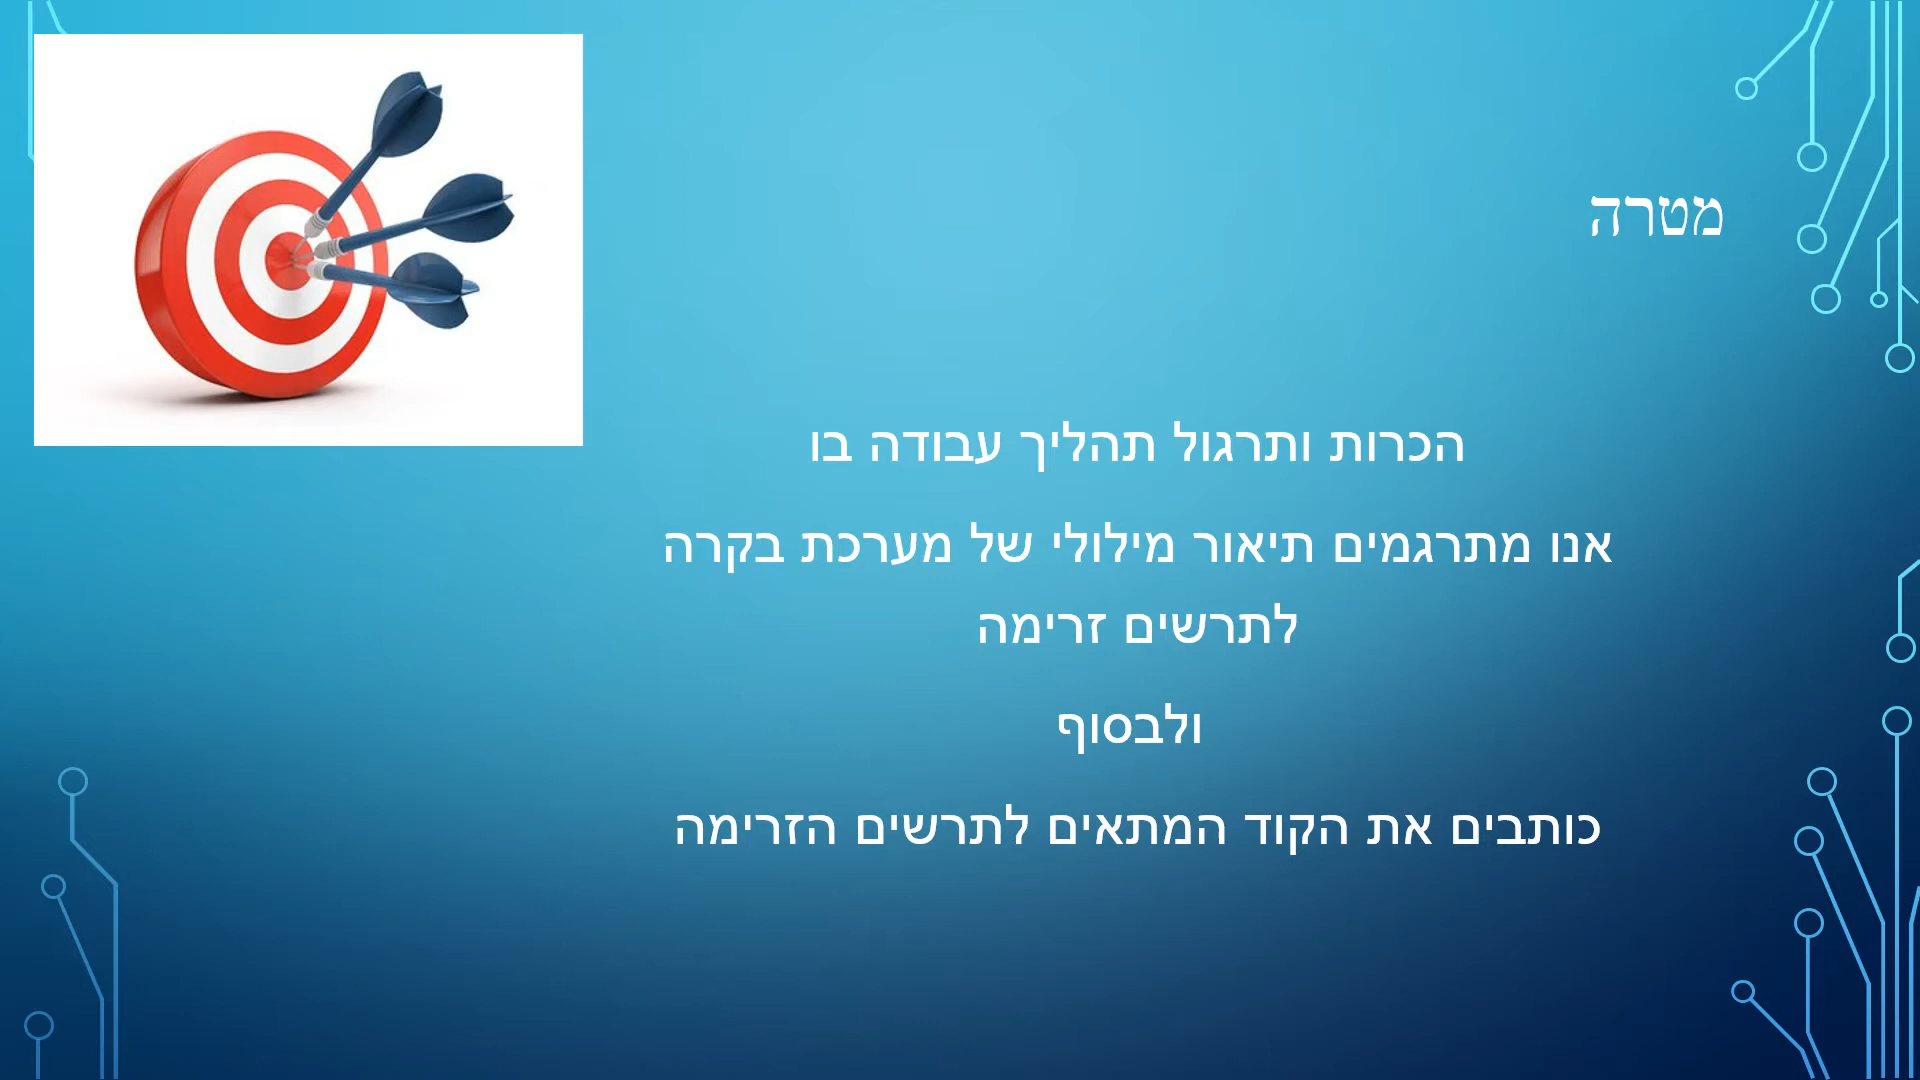 מטרה
הכרות ותרגול תהליך עבודה בו
אנו מתרגמים תיאור מילולי של מערכת בקרה
לתרשים זרימה
ולבסוף
כותבים את הקוד המתאים לתרשים הזרימה